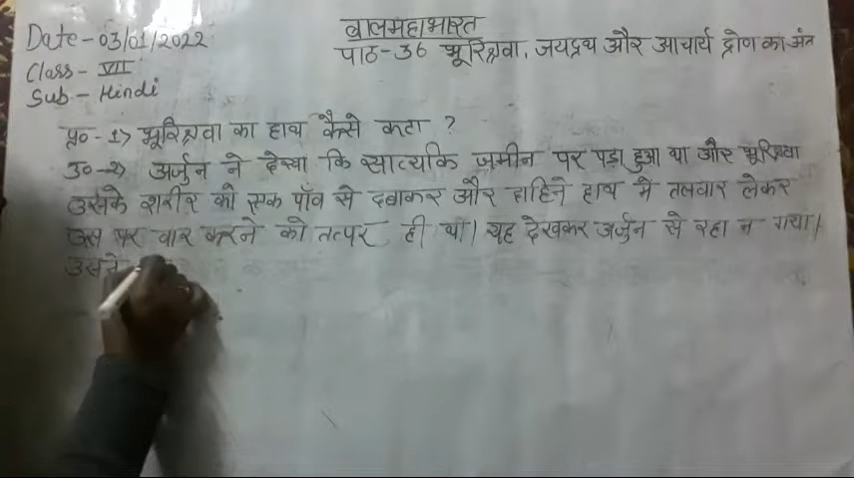 बालमहाभारत
Date - 03/01/2022
पाठ-36 भूरिश्रवा, जयद्रथ और आचार्य द्रोण का अंत
Class - VII
Sub - Hindi
प्र०-1> भूरिश्रवा का हाथ कैसे कटा ?
उ०-> अर्जुन ने देखा कि सात्यकि जमीन पर पड़ा हुआ था और भूरिश्रवा
उसके शरीर को एक पाँव से दबाकर और दाहिने हाथ में तलवार लेकर
उस पर वार करने को तत्पर ही था। यह देखकर अर्जुन से रहा न गया।
उसने